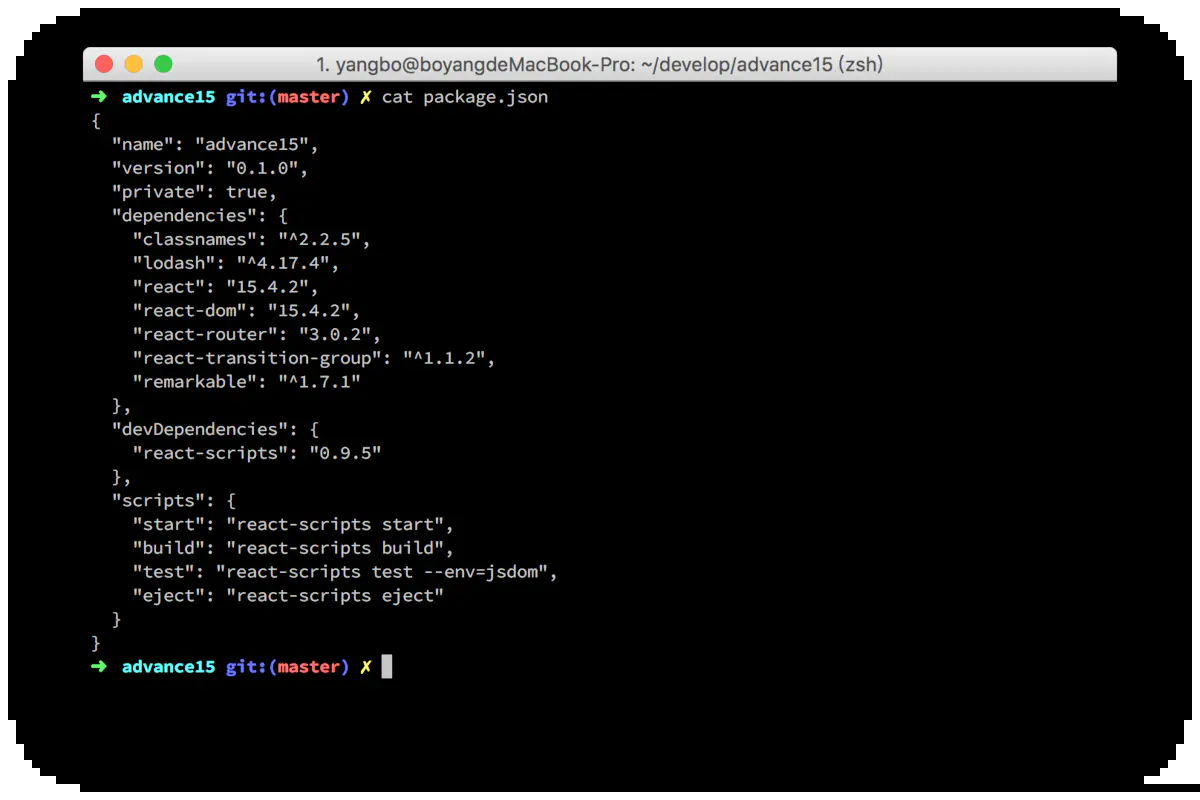 1. yangbo@boyangdeMacBook-Pro: ~/develop/advance15 (zsh)
➜  advance15 git:(master) ✗ cat package.json
{
  "name": "advance15",
  "version": "0.1.0",
  "private": true,
  "dependencies": {
    "classnames": "^2.2.5",
    "lodash": "^4.17.4",
    "react": "15.4.2",
    "react-dom": "15.4.2",
    "react-router": "3.0.2",
    "react-transition-group": "^1.1.2",
    "remarkable": "^1.7.1"
  },
  "devDependencies": {
    "react-scripts": "0.9.5"
  },
  "scripts": {
    "start": "react-scripts start",
    "build": "react-scripts build",
    "test": "react-scripts test --env=jsdom",
    "eject": "react-scripts eject"
  }
}
➜  advance15 git:(master) ✗